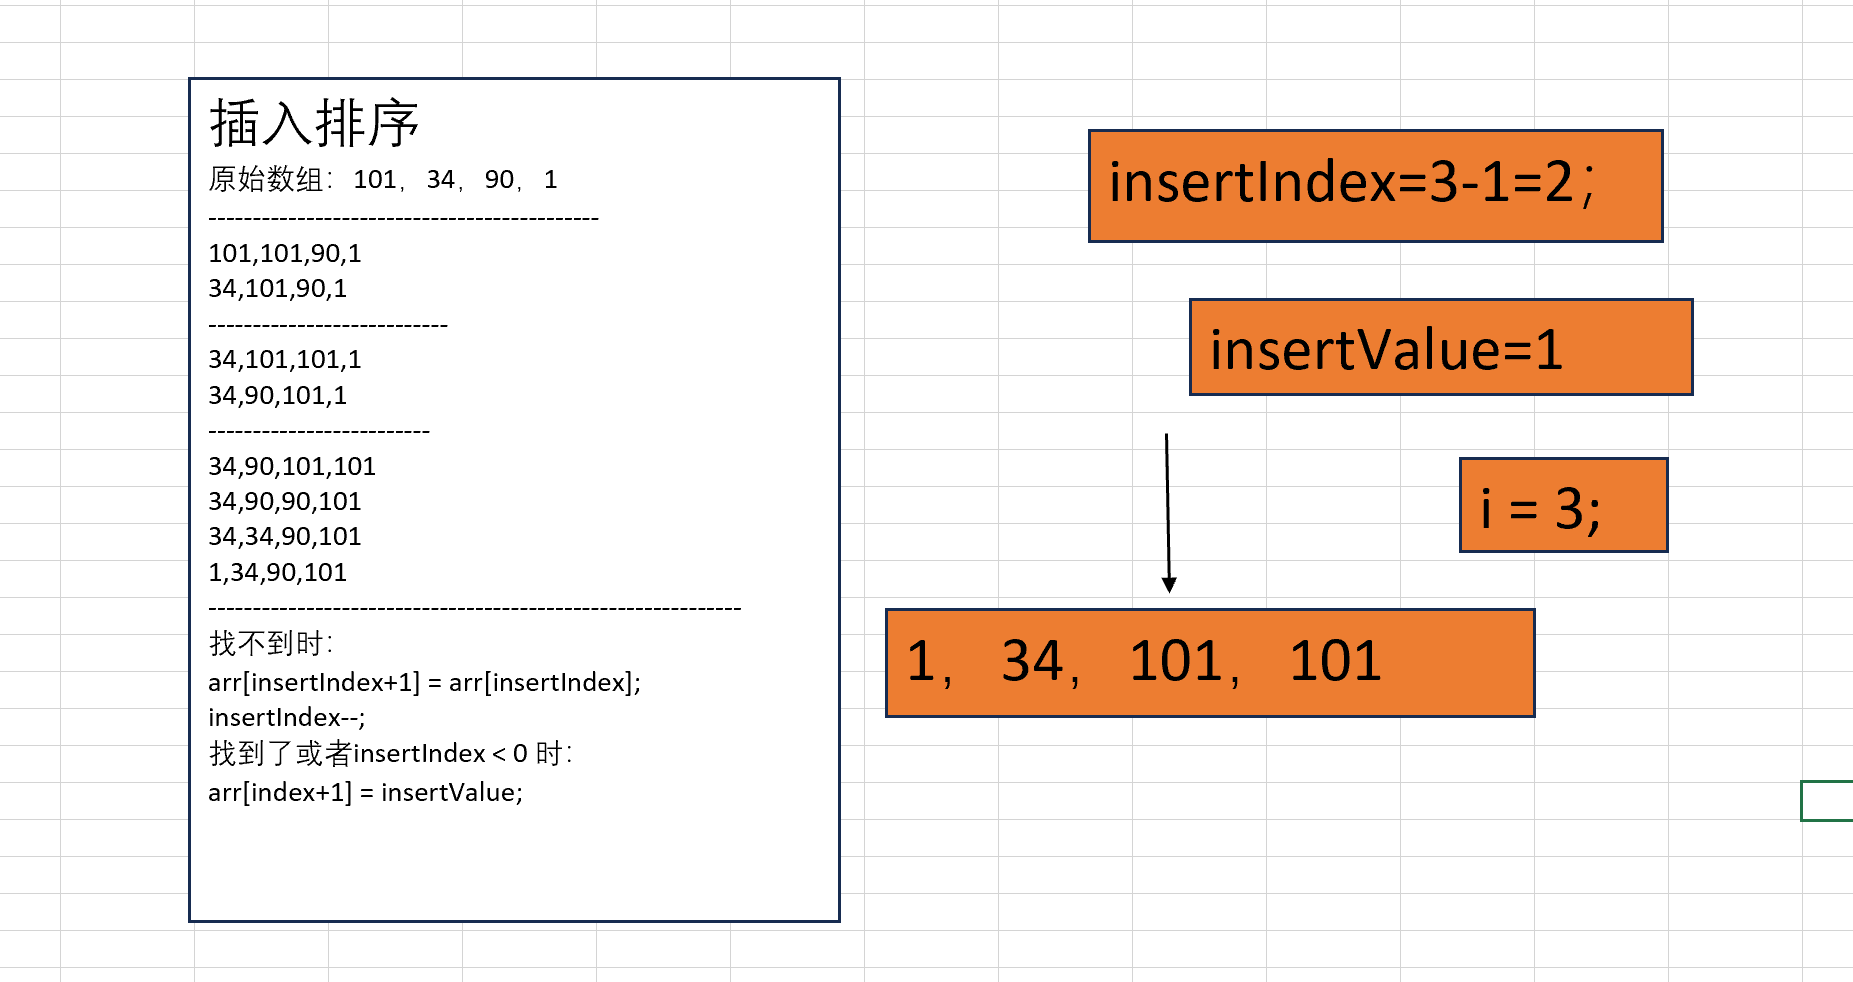 插入排序
原始数组：101，34，90，1
--------------------------------------------
101,101,90,1
34,101,90,1
---------------------------
34,101,101,1
34,90,101,1
-------------------------
34,90,101,101
34,90,90,101
34,34,90,101
1,34,90,101
------------------------------------------------------------
找不到时：
arr[insertIndex+1] = arr[insertIndex];
insertIndex--;
找到了或者insertIndex < 0 时：
arr[index+1] = insertValue;
insertIndex=3-1=2；
insertValue=1
i = 3;
1，34，101，101